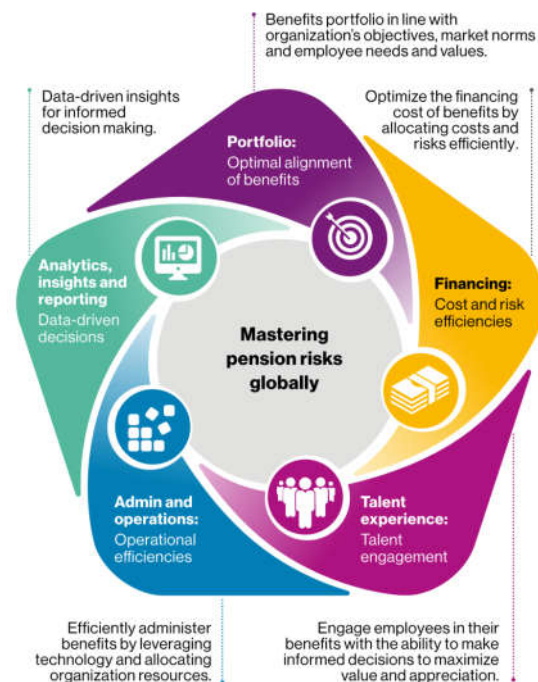 Benefits portfolio in line with
organization's objectives, market norms
and employee needs and values.
Data-driven insights
for informed
decision making.
Optimize the financing
cost of benefits by
allocating costs and
risks efficiently.
Portfolio:
Optimal alignment
of benefits
Analytics,
insights and
reporting
Data-driven
decisions
Financing:
Cost and risk
efficiencies
Mastering
pension risks
globally
Admin and
operations:
Operational
efficiencies
Talent
experience:
Talent
engagement
Efficiently administer
benefits by leveraging
technology and allocating
organization resources.
Engage employees in their
benefits with the ability to make
informed decisions to maximize
value and appreciation.